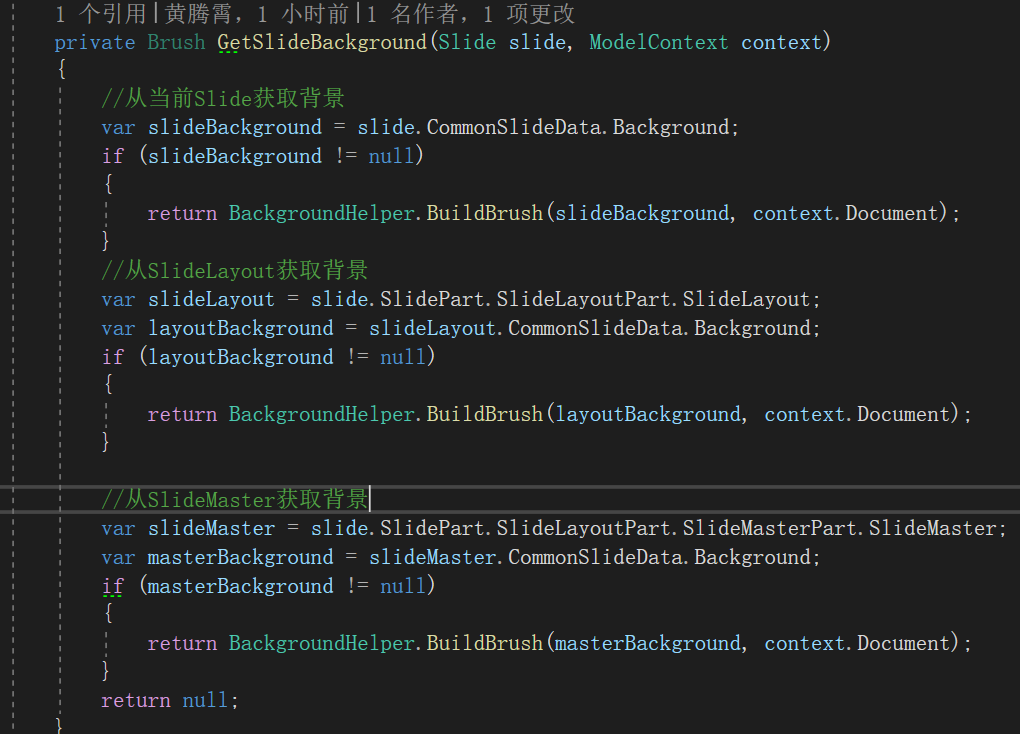 1 个引用|黄腾霄，1 小时前|1 名作者，1 项更改
private Brush GetSlideBackground(Slide slide, ModelContext context)
{
//从当前Slide获取背景
var slideBackground = slide.CommonSlideData.Background;
if (slideBackground != null)
{
return BackgroundHelper.BuildBrush(slideBackground, context.Document);
}
//从SlideLayout获取背景
var slideLayout = slide.SlidePart.SlideLayoutPart.SlideLayout;
var layoutBackground = slideLayout.CommonSlideData.Background;
if (layoutBackground != null)
{
return BackgroundHelper.BuildBrush(layoutBackground, context.Document);
}
//从SlideMaster获取背景
var slideMaster = slide.SlidePart.SlideLayoutPart.SlideMasterPart.SlideMaster;
var masterBackground = slideMaster.CommonSlideData.Background;
if (masterBackground != null)
{
return BackgroundHelper.BuildBrush(masterBackground, context.Document);
}
return null;
}